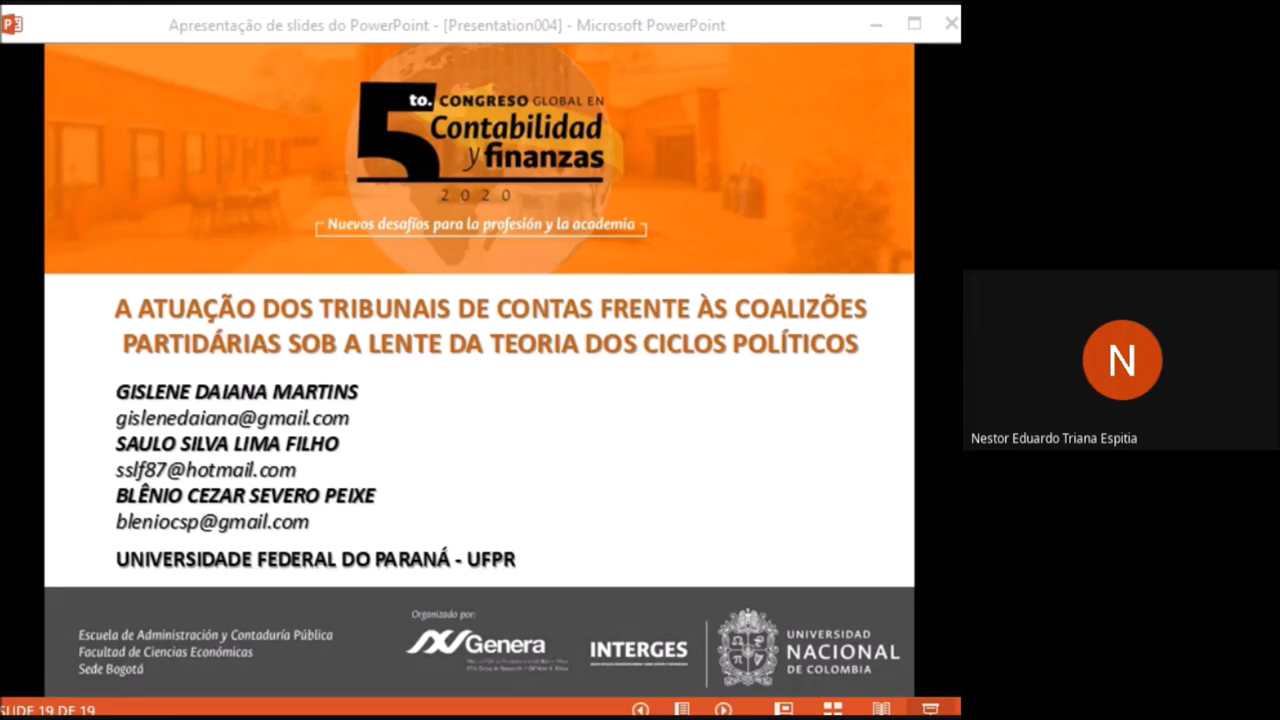 Apresentação de slides do PowerPoint - [Presentation004] - Microsoft PowerPoint
5to. CONGRESO GLOBAL EN
Contabilidad
y finanzas
2020
Nuevos desafíos para la profesión y la academia
A ATUAÇÃO DOS TRIBUNAIS DE CONTAS FRENTE ÀS COALIZÕES
PARTIDÁRIAS SOB A LENTE DA TEORIA DOS CICLOS POLÍTICOS
GISLENE DAIANA MARTINS
gislenedaiana@gmail.com
SAULO SILVA LIMA FILHO
sslf87@hotmail.com
BLÊNIO CEZAR SEVERO PEIXE
bleniocsp@gmail.com
UNIVERSIDADE FEDERAL DO PARANÁ - UFPR
Escuela de Administración y Contaduría Pública
Facultad de Ciencias Económicas
Sede Bogotá
Organizado por:
Genera
INTERGES
UNIVERSIDAD
NACIONAL
DE COLOMBIA
SLIDE 19 DE 19
N
Nestor Eduardo Triana Espitia